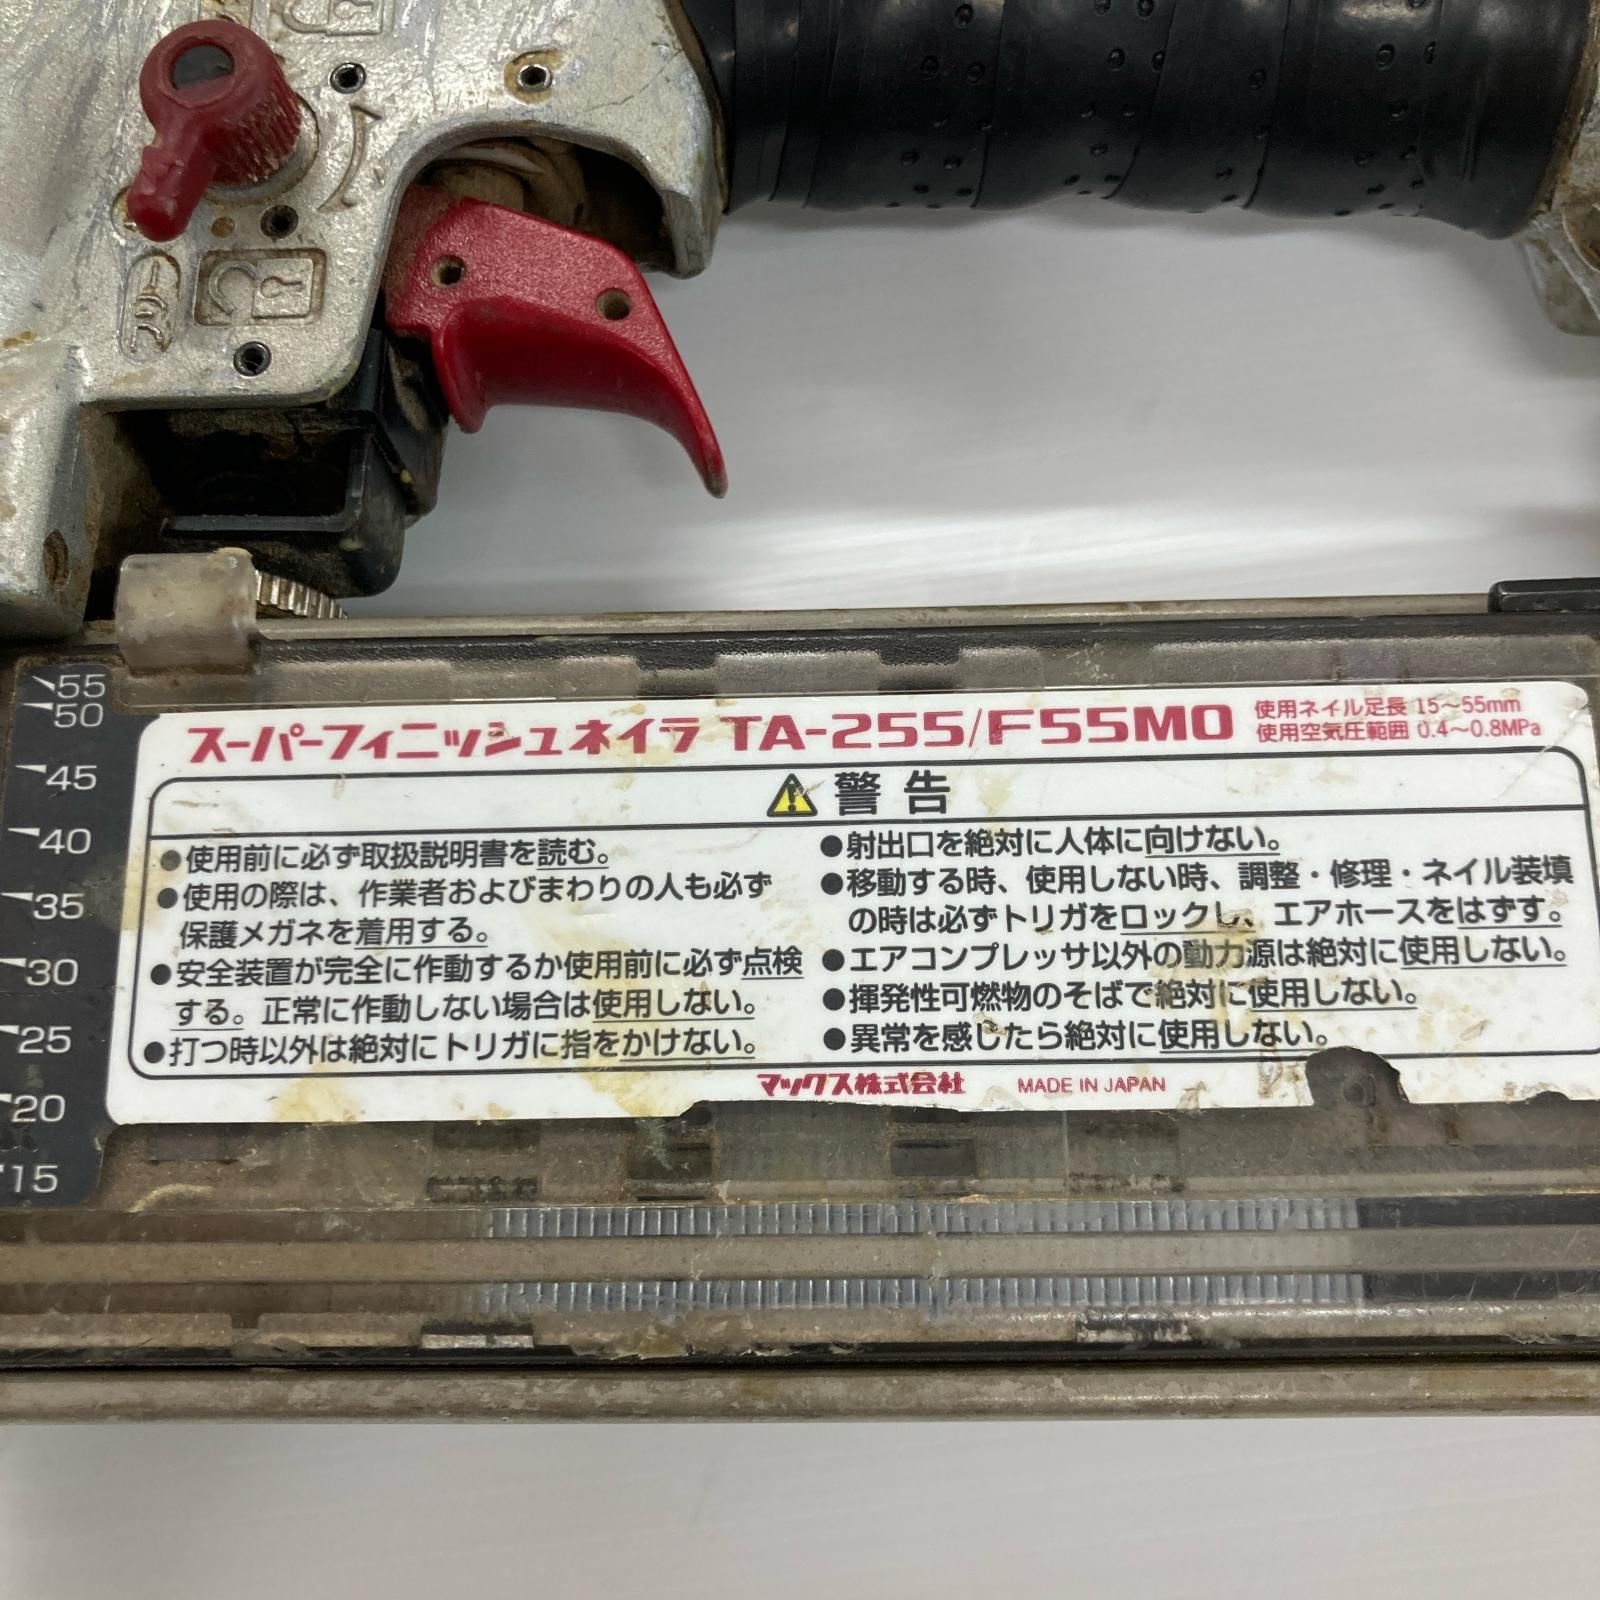 スーパーフィニッシュネイラ TA-255/F55MO
使用ネイル足長 15～55mm
使用空気圧範囲 0.4～0.8MPa
警告
●使用前に必ず取扱説明書を読む。
●使用の際は、作業者およびまわりの人も必ず
保護メガネを着用する。
●安全装置が完全に作動するか使用前に必ず点検
する。正常に作動しない場合は使用しない。
●打つ時以外は絶対にトリガに指をかけない。
●射出口を絶対に人体に向けない。
●移動する時、使用しない時、調整・修理・ネイル装填
の時は必ずトリガをロックし、エアホースをはずす。
●エアコンプレッサ以外の動力源は絶対に使用しない。
●揮発性可燃物のそばで絶対に使用しない。
●異常を感じたら絶対に使用しない。
マックス株式会社 MADE IN JAPAN
55
50
45
40
35
30
25
20
15